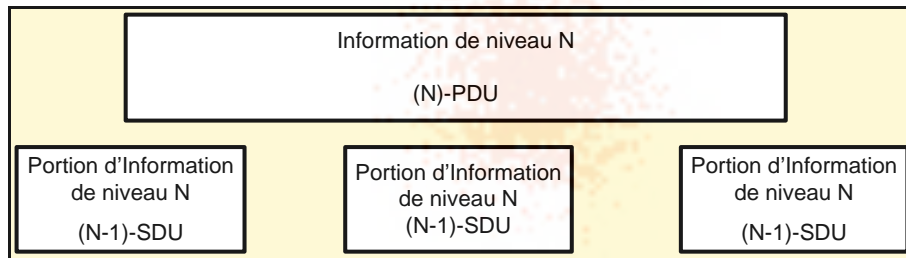 Information de niveau N
(N)-PDU
Portion d’Information
de niveau N
(N-1)-SDU
Portion d’Information
de niveau N
(N-1)-SDU
Portion d’Information
de niveau N
(N-1)-SDU